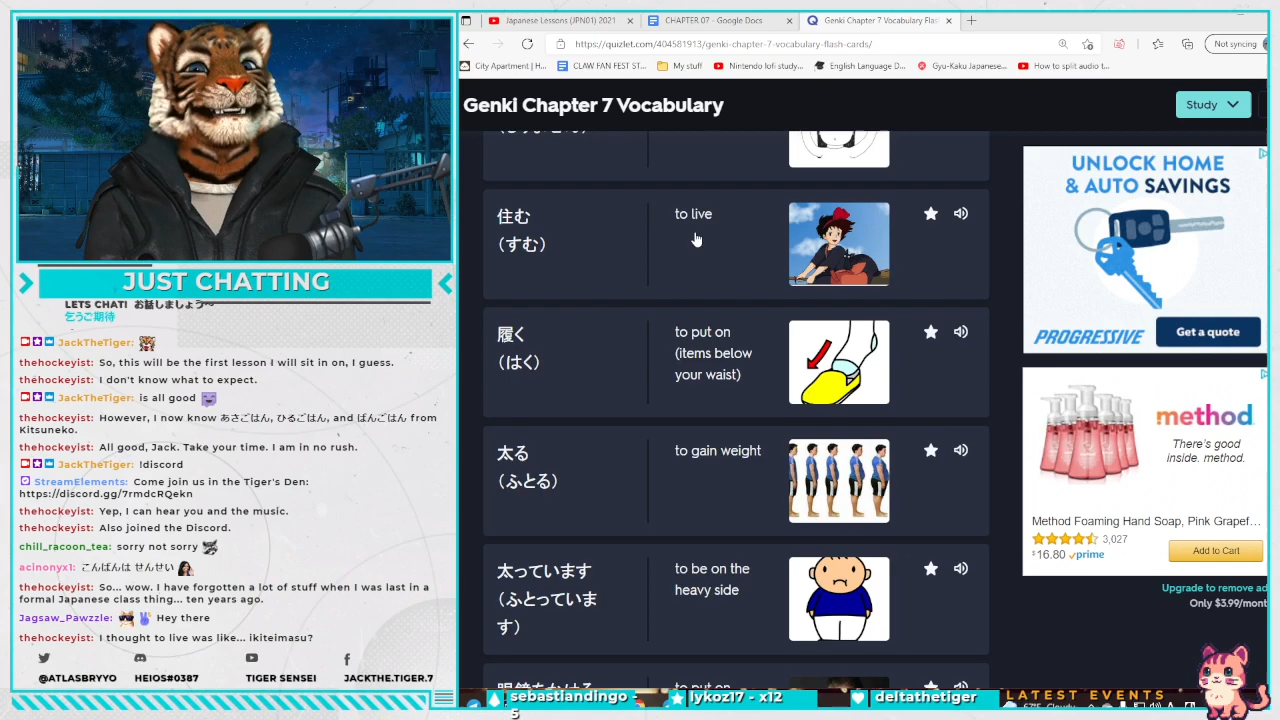 Japanese Lessons (JPN01) 2021
CHAPTER 07 - Google Docs
Genki Chapter 7 Vocabulary Flas
https://quizlet.com/404581913/genki-chapter-7-vocabulary-flash-cards/
Not syncing
City Apartment | H...
CLAW FAN FEST ST...
My stuff
Nintendo lofi study...
English Language D...
Gyu-Kaku Japanese...
How to split audio t...
Genki Chapter 7 Vocabulary
Study
住む
(すむ)
to live
履く
(はく)
to put on
(items below
your waist)
太る
(ふとる)
to gain weight
太っています
(ふとっていま
す)
to be on the
heavy side
UNLOCK HOME
& AUTO SAVINGS
PROGRESSIVE
Get a quote
method.
There's good
inside. method.
Method Foaming Hand Soap, Pink Grapef...
3,027
$16.80 prime
Add to Cart
Upgrade to remove ad
Only $3.99/mont
JUST CHATTING
LETS CHAT! お話しましょう〜
乞うご期待
JackTheTiger:
thehockeyist: So, this will be the first lesson I will sit in on, I guess.
thehockeyist: I don't know what to expect.
JackTheTiger: is all good
thehockeyist: However, I now know あさごはん, ひるごはん, and ばんごはん from
Kitsuneko.
thehockeyist: All good, Jack. Take your time. I am in no rush.
JackTheTiger: !discord
StreamElements: Come join us in the Tiger's Den:
https://discord.gg/7rmdcRQekn
thehockeyist: Yep, I can hear you and the music.
thehockeyist: Also joined the Discord.
chill_racoon_tea: sorry not sorry
acinonyx1: こんばんは せんせい
thehockeyist: So... wow. I have forgotten a lot of stuff when I was last in a
formal Japanese class thing... ten years ago.
Jagsaw_Pawzzle: Hey there
thehockeyist: I thought to live was like... ikiteimasu?
@ATLASBRYYO
HEIOS#0387
TIGER SENSEI
JACKTHE.TIGER.7
sebastiandingo -
5
lykoz17 - x12
deltathetiger
LATEST EVENTS